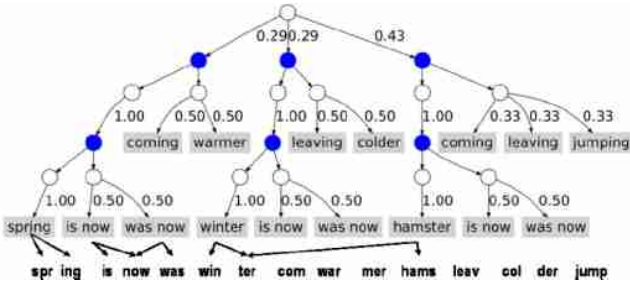 0.29 0.29 0.43
1.00 0.50 0.50 1.00 0.50 0.50 1.00 0.33 0.33 0.33
coming warmer leaving colder coming leaving jumping
1.00 0.50 0.50 1.00 0.50 0.50 1.00 0.50 0.50
spring is now was now winter is now was now hamster is now was now
spr ing is now was win ter com war mer hams leav col der jump